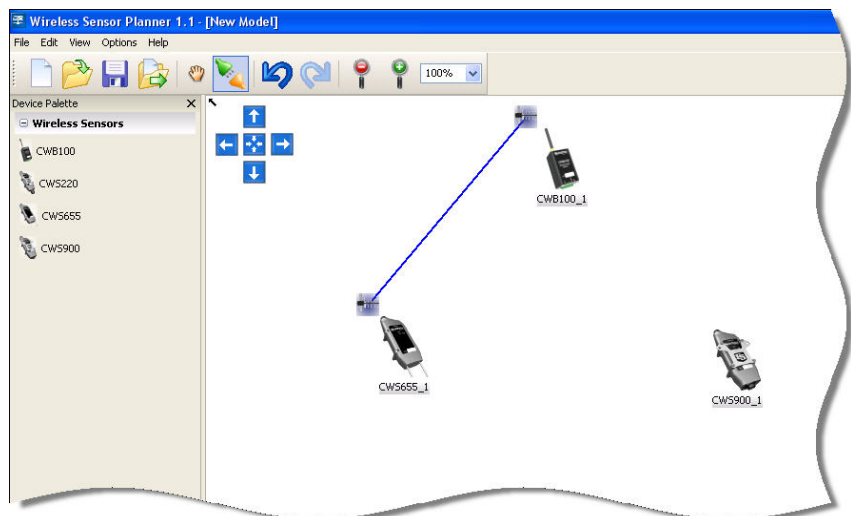 Wireless Sensor Planner 1.1 - [New Model]
File Edit View Options Help
100%
Device Palette
Wireless Sensors
CWB100
CWS220
CWS655
CWS900
CWB100_1
CWS655_1
CWS900_1